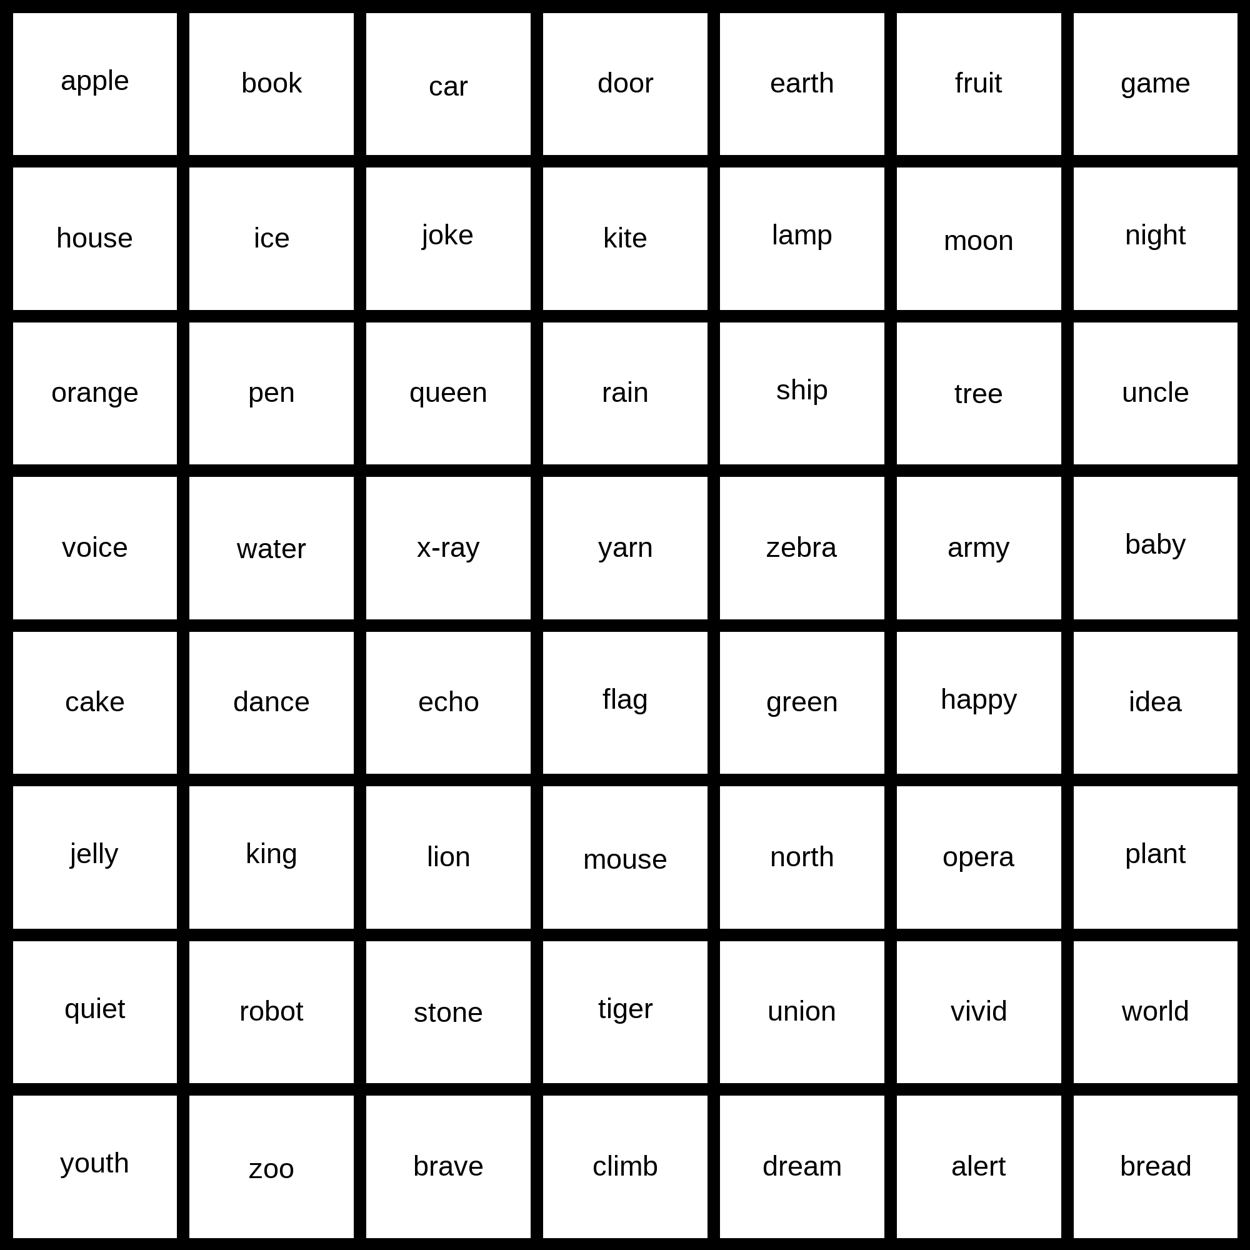 apple book car door earth fruit game
house ice joke kite lamp moon night
orange pen queen rain ship tree uncle
voice water x-ray yarn zebra army baby
cake dance echo flag green happy idea
jelly king lion mouse north opera plant
quiet robot stone tiger union vivid world
youth zoo brave climb dream alert bread